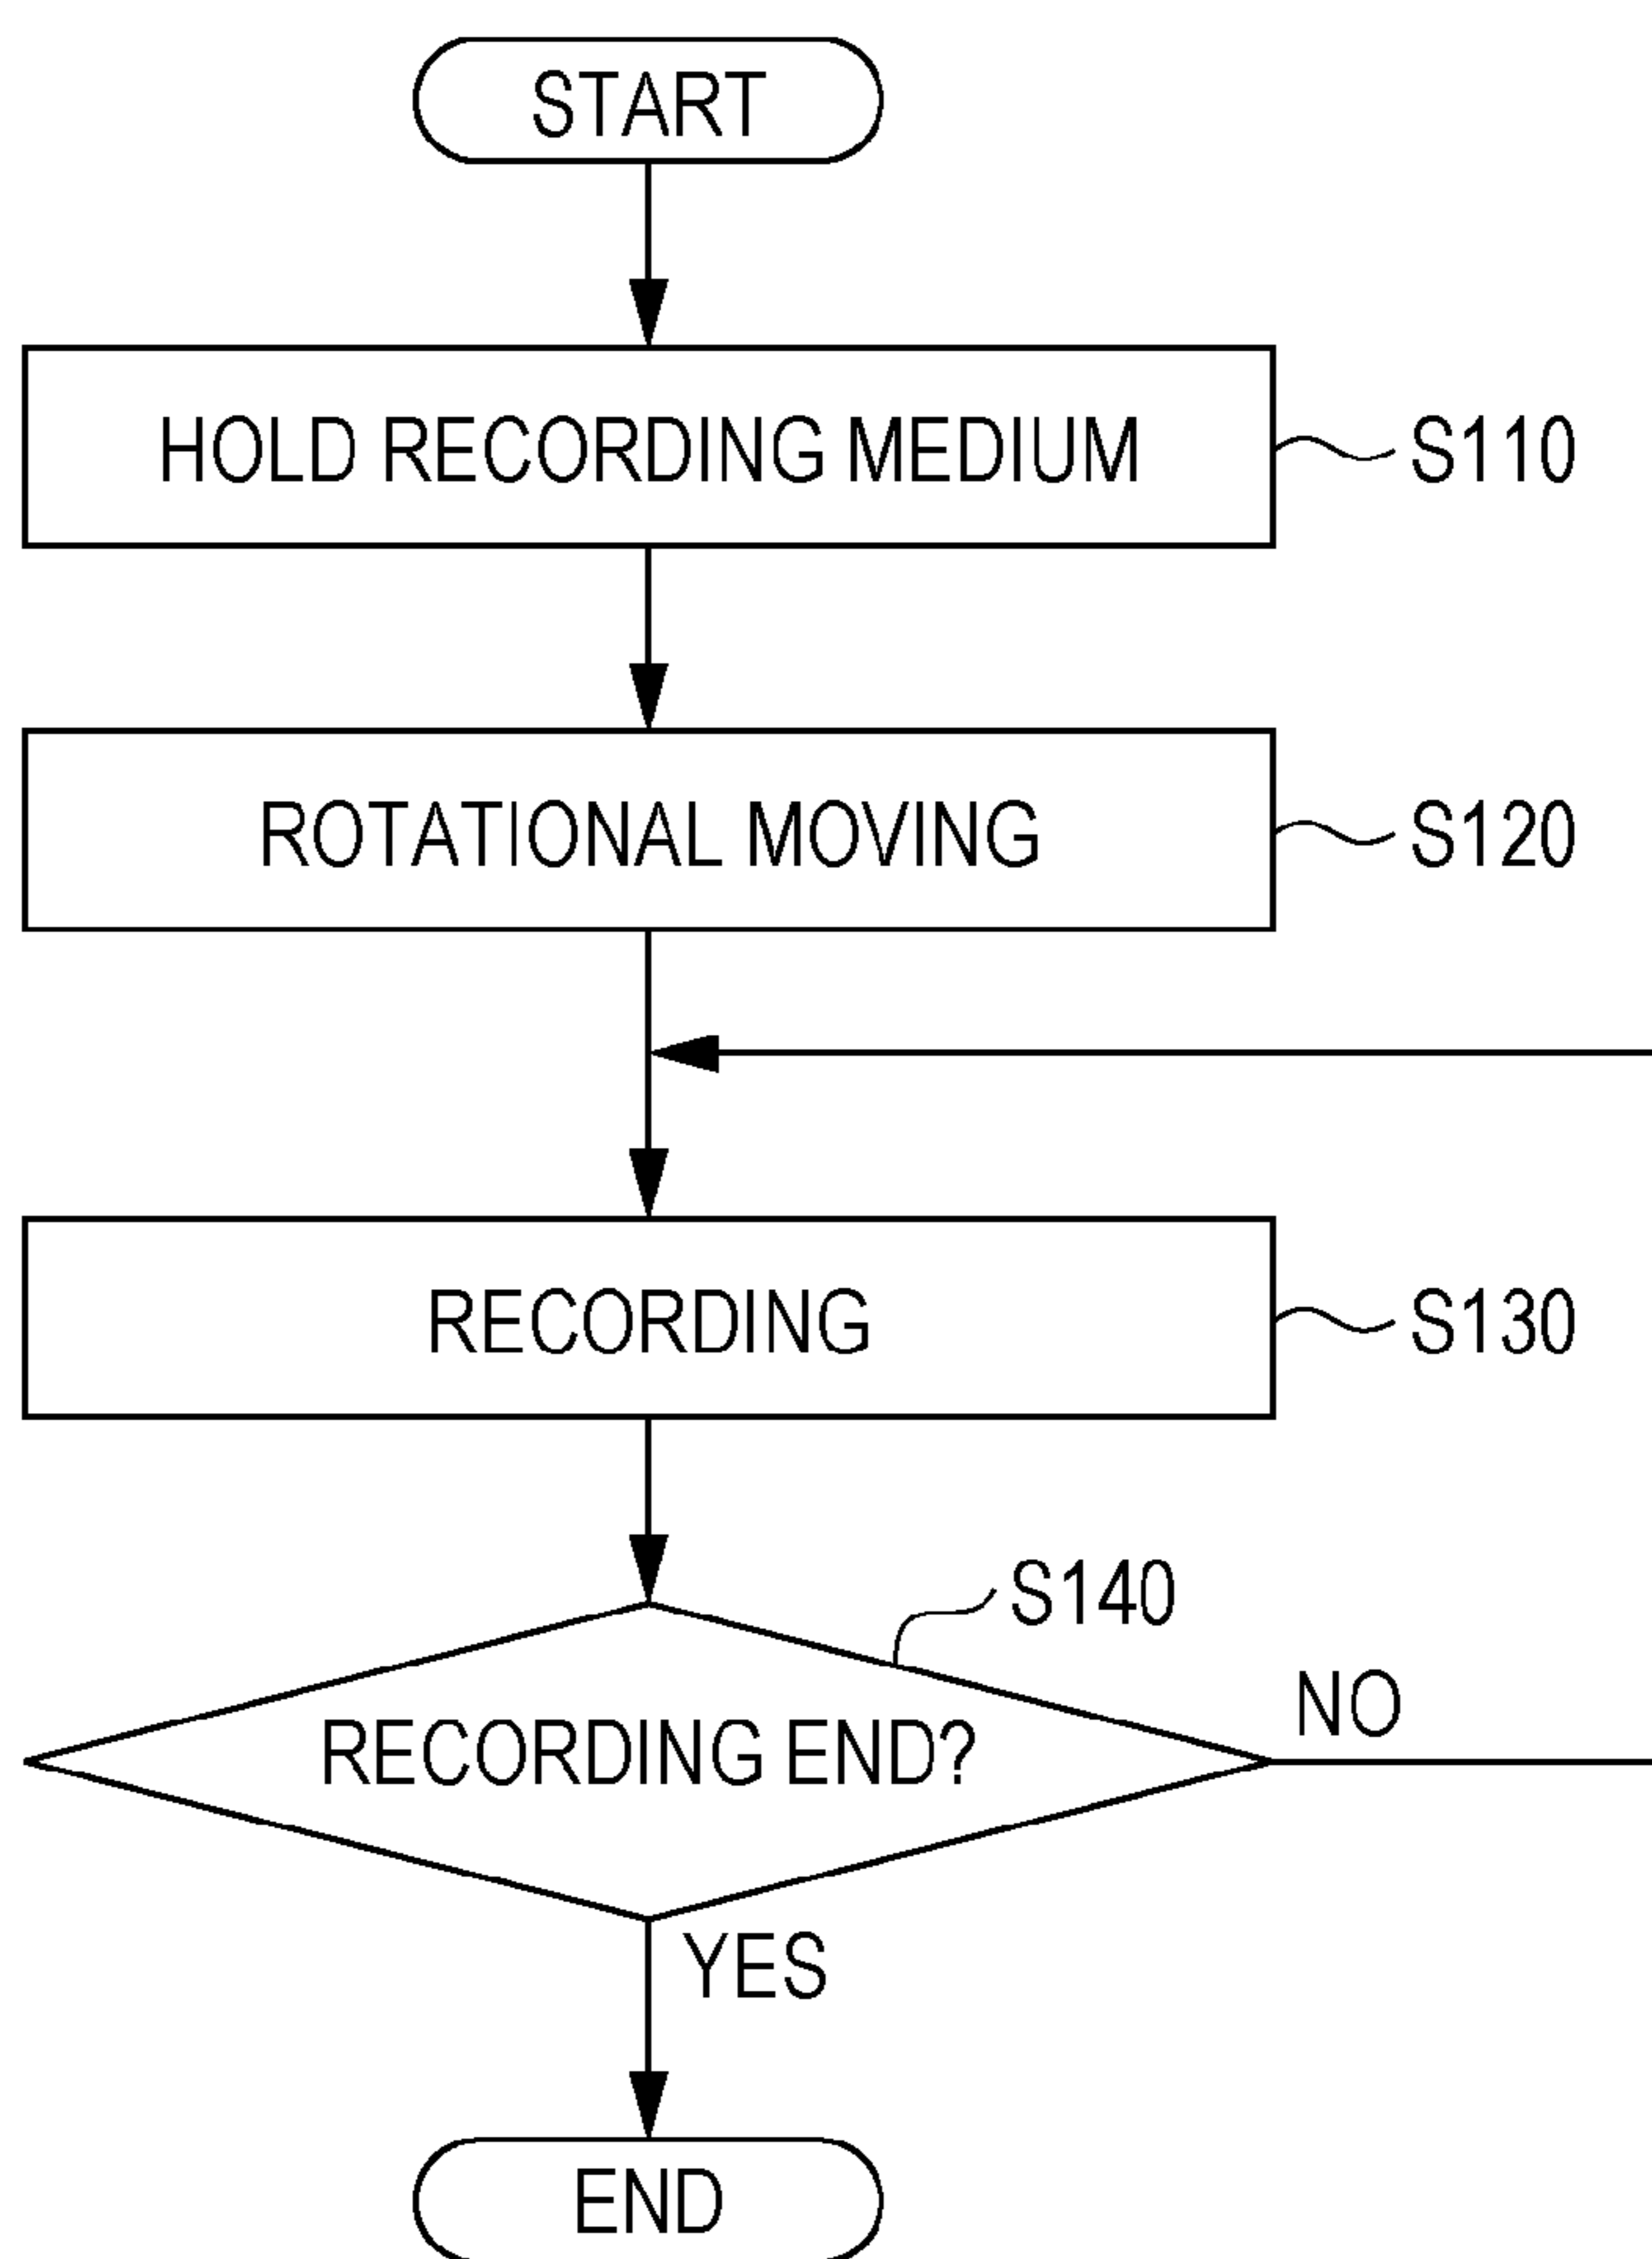 START
HOLD RECORDING MEDIUM
S110
ROTATIONAL MOVING
S120
RECORDING
S130
S140
RECORDING END?
NO
YES
END